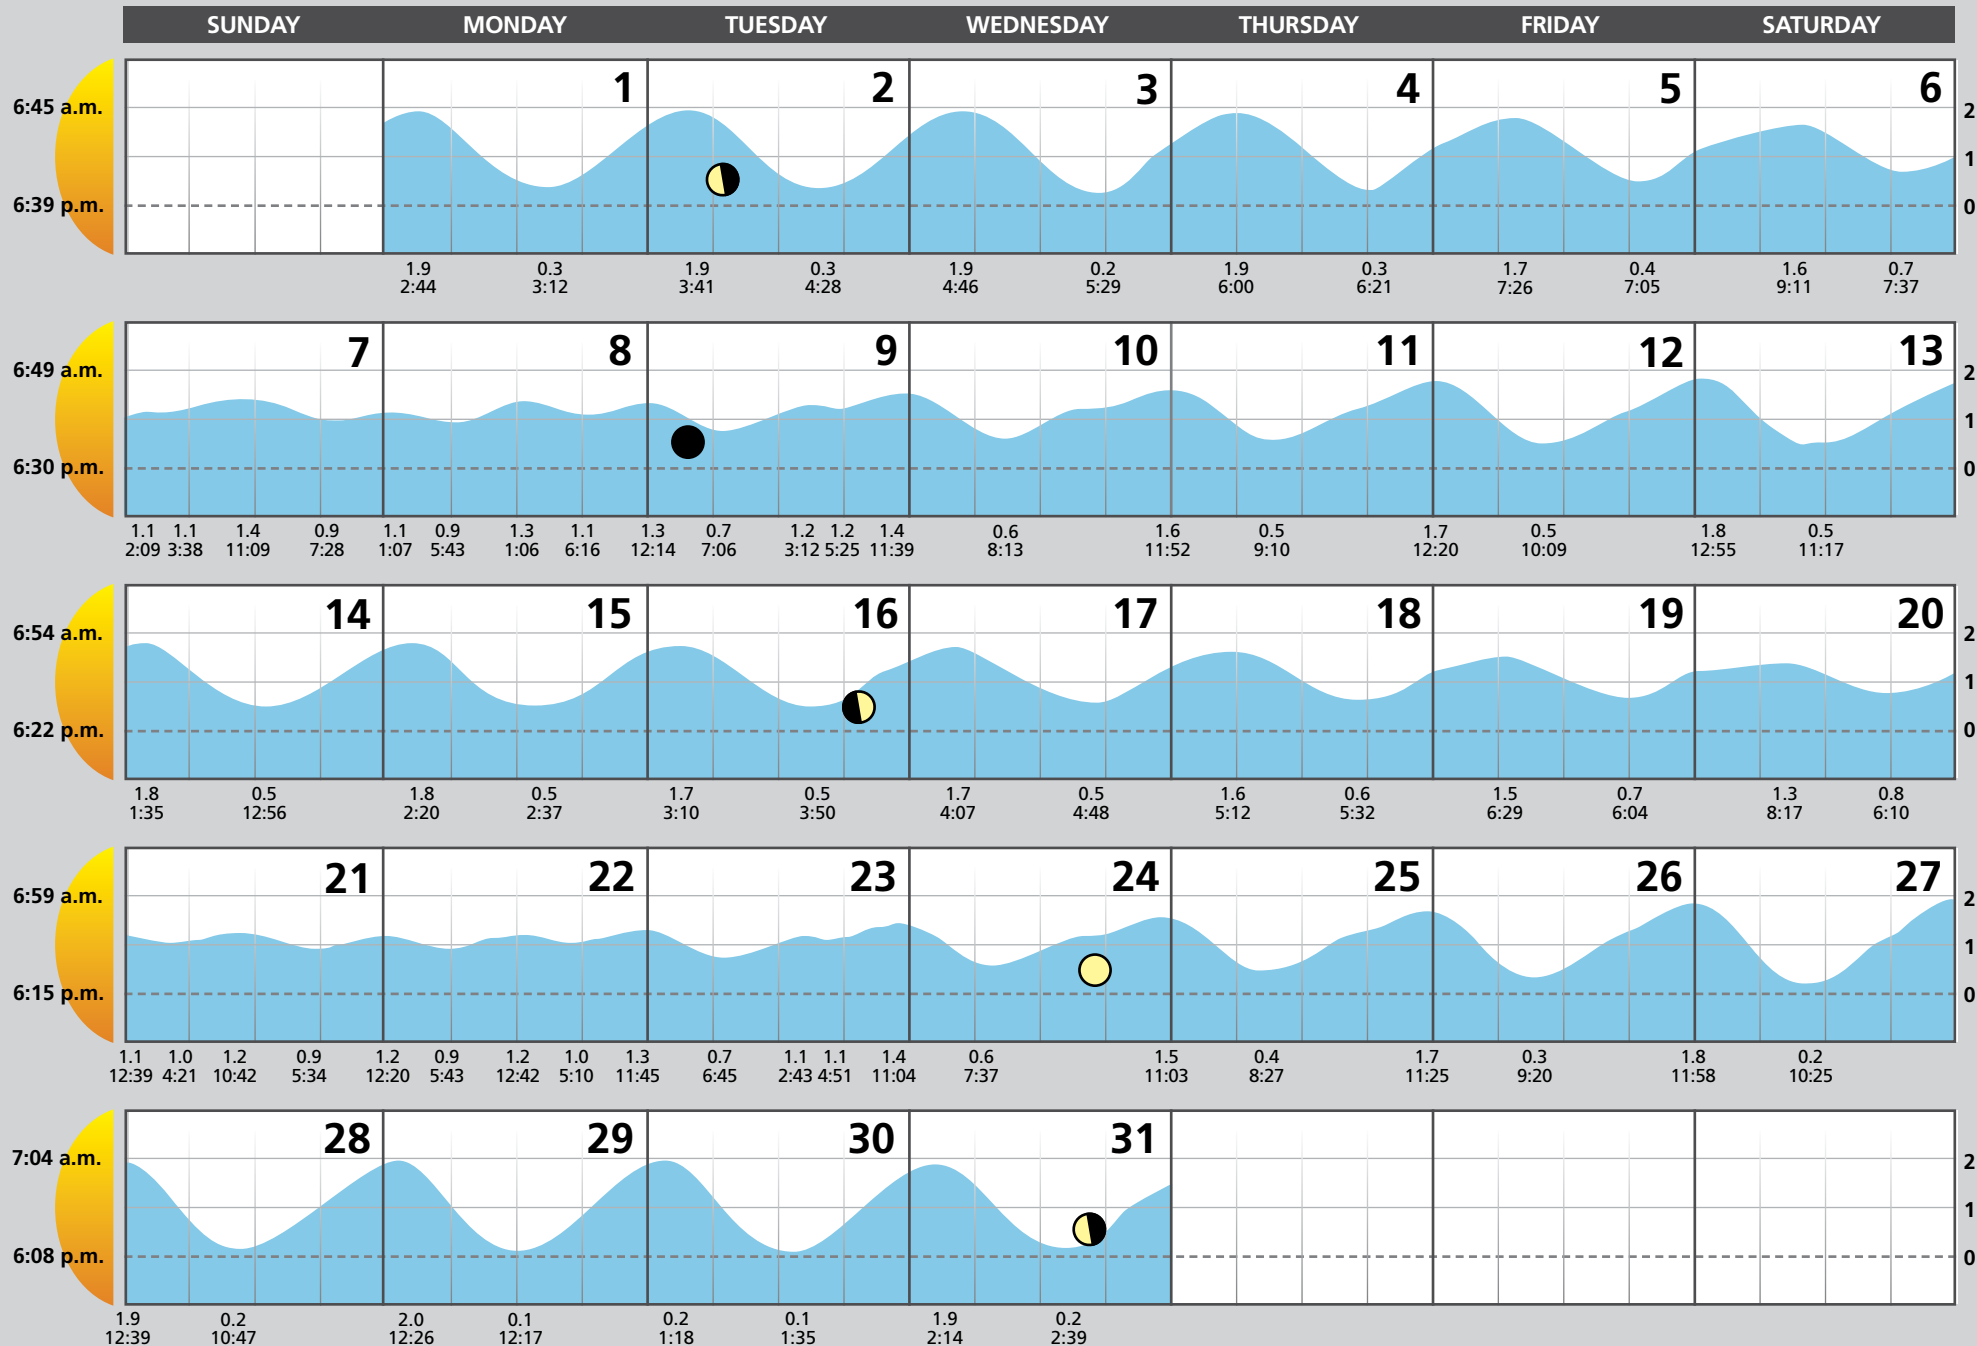 SUNDAY MONDAY TUESDAY WEDNESDAY THURSDAY FRIDAY SATURDAY
1 2 3 4 5 6
6:45 a.m. 2
1
6:39 p.m. 0
1.9 0.3 1.9 0.3 1.9 0.2 1.9 0.3 1.7 0.4 1.6 0.7
2:44 3:12 3:41 4:28 4:46 5:29 6:00 6:21 7:26 7:05 9:11 7:37
7 8 9 10 11 12 13
6:49 a.m. 2
1
6:30 p.m. 0
1.1 1.1 1.4 0.9 1.1 0.9 1.3 1.1 1.3 0.7 1.2 1.2 1.4 0.6 1.6 0.5 1.7 0.5 1.8 0.5
2:09 3:38 11:09 7:28 1:07 5:43 1:06 6:16 12:14 7:06 3:12 5:25 11:39 8:13 11:52 9:10 12:20 10:09 12:55 11:17
14 15 16 17 18 19 20
6:54 a.m. 2
1
6:22 p.m. 0
1.8 0.5 1.8 0.5 1.7 0.5 1.7 0.5 1.6 0.6 1.5 0.7 1.3 0.8
1:35 12:56 2:20 2:37 3:10 3:50 4:07 4:48 5:12 5:32 6:29 6:04 8:17 6:10
21 22 23 24 25 26 27
6:59 a.m. 2
1
6:15 p.m. 0
1.1 1.0 1.2 0.9 1.2 0.9 1.2 1.0 1.3 0.7 1.1 1.1 1.4 0.6 1.5 0.4 1.7 0.3 1.8 0.2
12:39 4:21 10:42 5:34 12:20 5:43 12:42 5:10 11:45 6:45 2:43 4:51 11:04 7:37 11:03 8:27 11:25 9:20 11:58 10:25
28 29 30 31
7:04 a.m. 2
1
6:08 p.m. 0
1.9 0.2 2.0 0.1 0.2 0.1 1.9 0.2
12:39 10:47 12:26 12:17 1:18 1:35 2:14 2:39